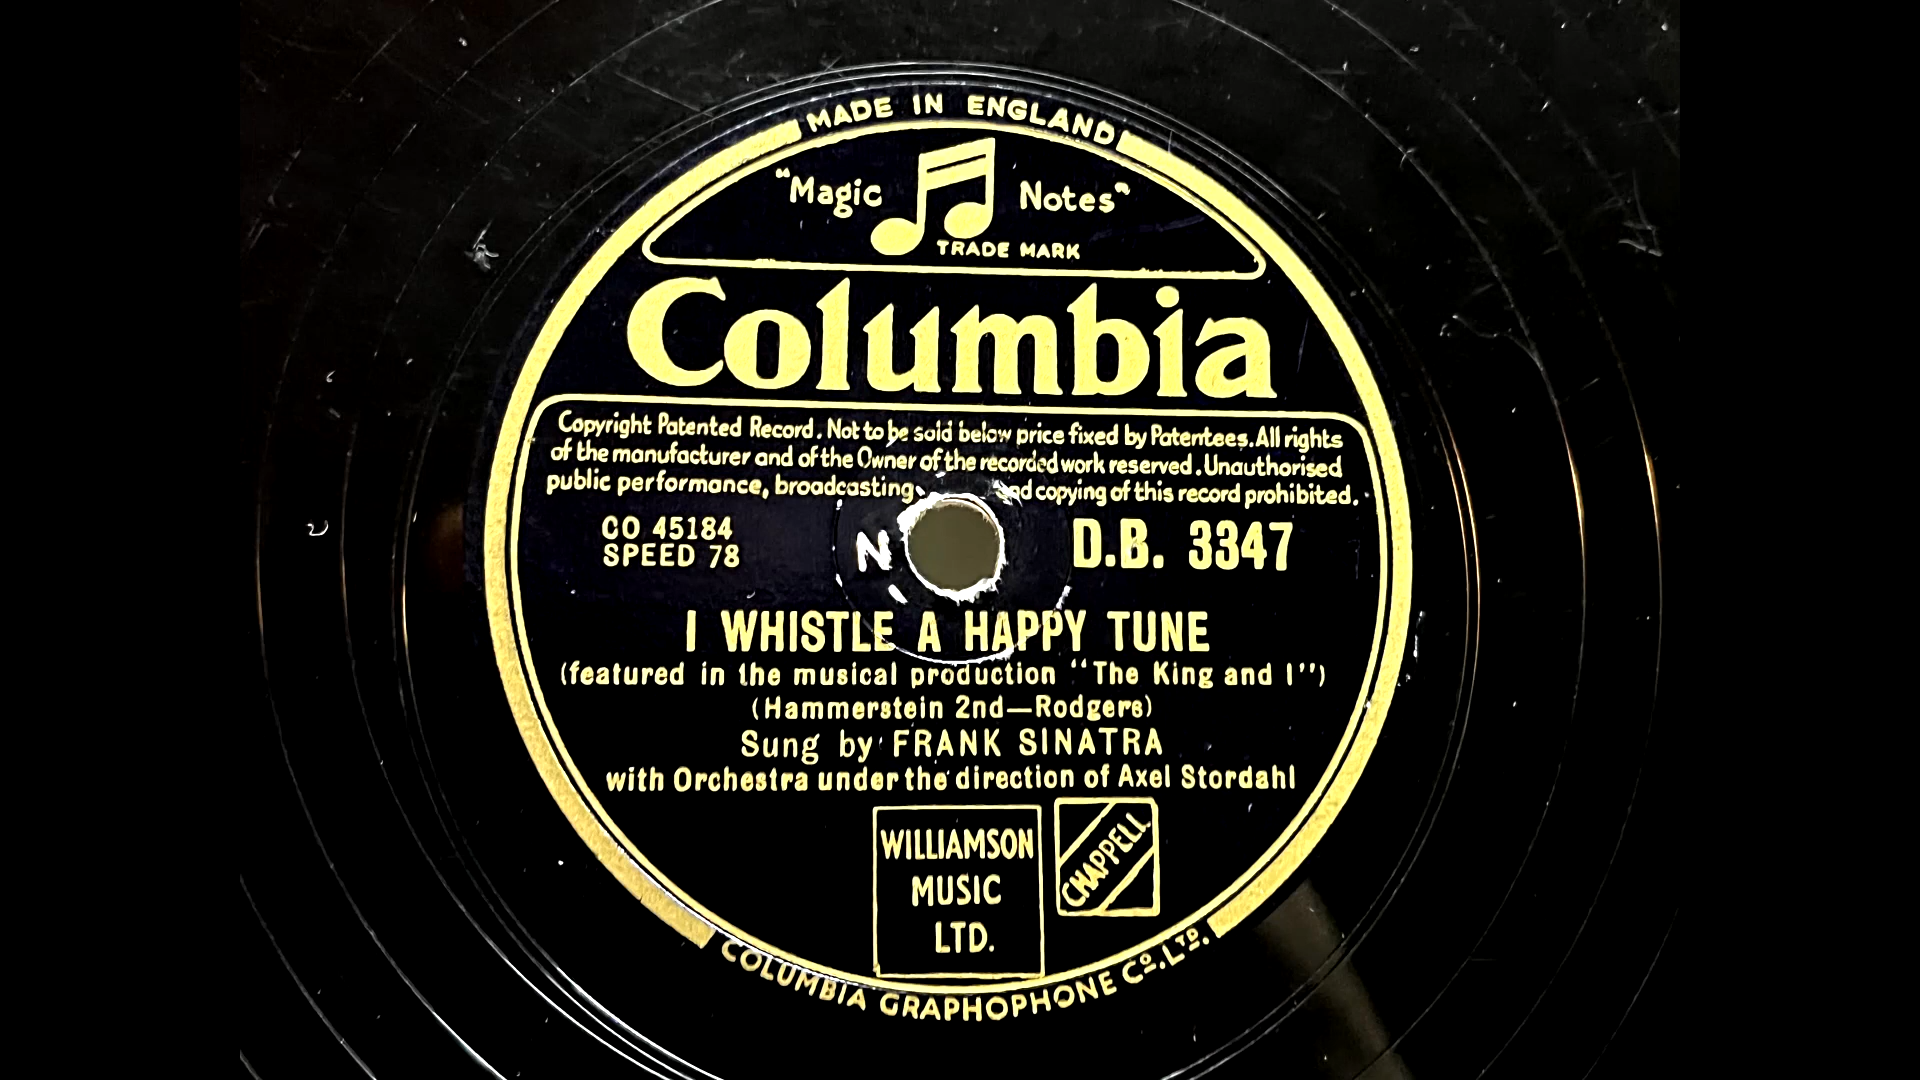 MADE IN ENGLAND
"Magic Notes"
TRADE MARK
Columbia
Copyright Patented Record. Not to be sold below price fixed by Patentees. All rights
of the manufacturer and of the Owner of the recorded work reserved. Unauthorised
public performance, broadcasting and copying of this record prohibited.
CO 45184
SPEED 78
N
D.B. 3347
I WHISTLE A HAPPY TUNE
(featured in the musical production "The King and I")
(Hammerstein 2nd—Rodgers)
Sung by FRANK SINATRA
with Orchestra under the direction of Axel Stordahl
WILLIAMSON
MUSIC
LTD.
CHAPPELL
COLUMBIA GRAPHOPHONE Co. LTD.